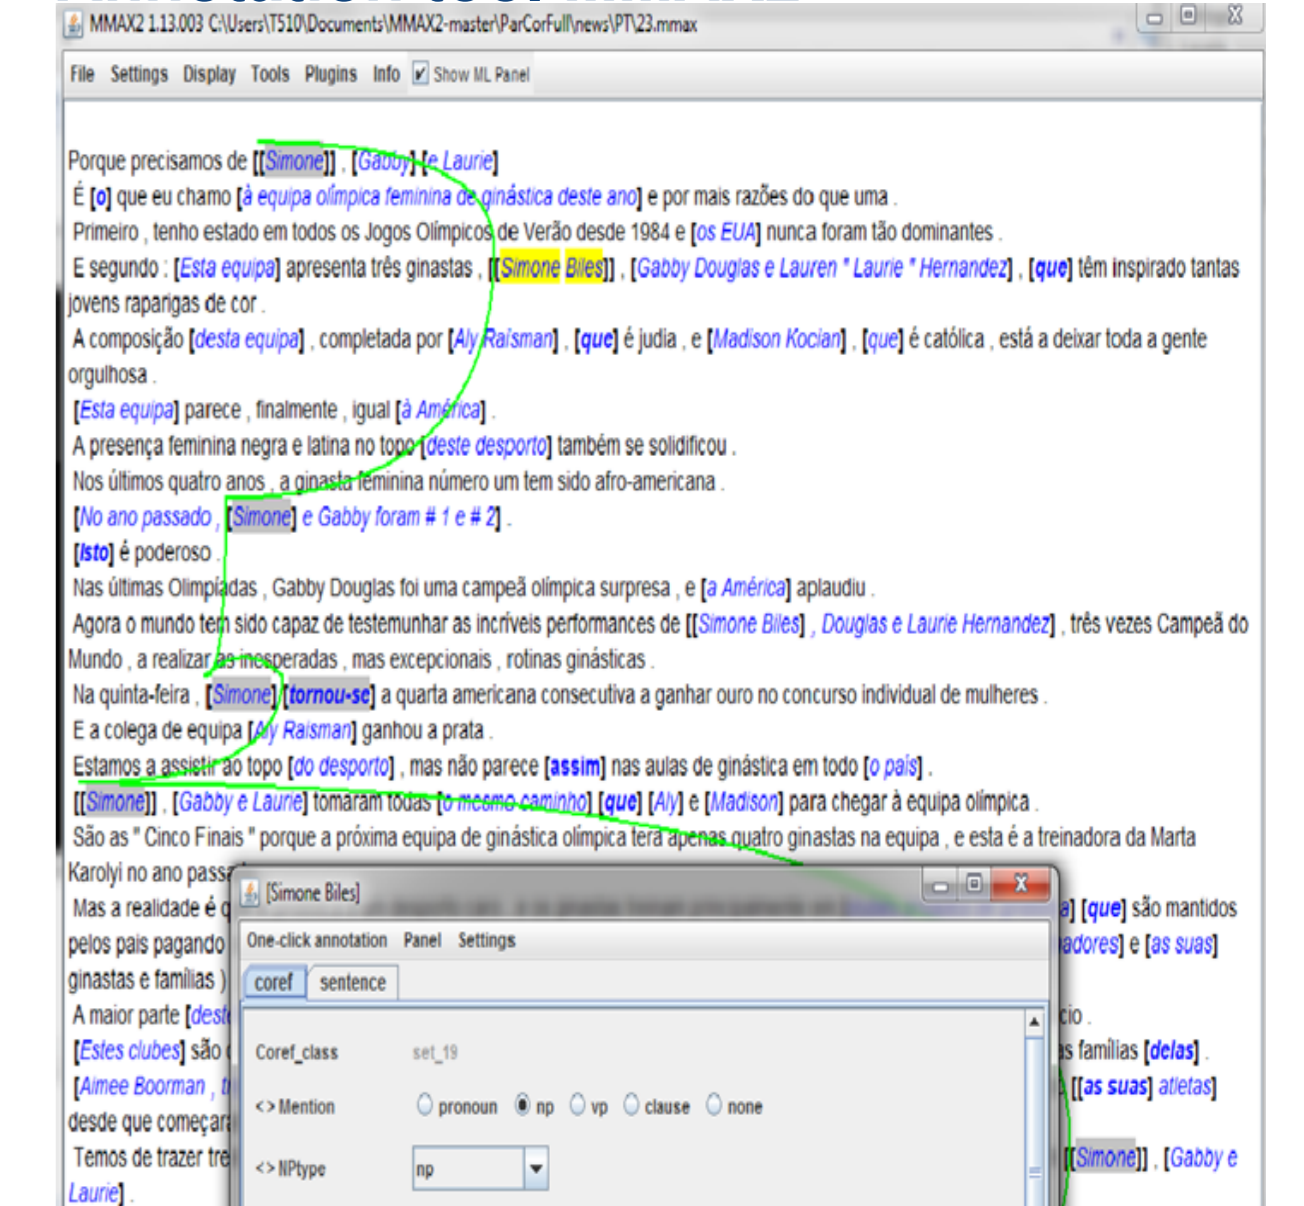 MMAX2 1.13.003 C:\Users\T510\Documents\MMAX2-master\ParCorFull\news\PT\23.mmax
File Settings Display Tools Plugins Info Show ML Panel
Porque precisamos de [[Simone]] , [Gabby] [e Laurie]
É [o] que eu chamo [à equipa olímpica feminina de ginástica deste ano] e por mais razões do que uma .
Primeiro , tenho estado em todos os Jogos Olímpicos de Verão desde 1984 e [os EUA] nunca foram tão dominantes .
E segundo : [Esta equipa] apresenta três ginastas , [[Simone Biles]] , [Gabby Douglas e Lauren " Laurie " Hernandez] , [que] têm inspirado tantas
jovens raparigas de cor .
A composição [desta equipa] , completada por [Aly Raisman] , [que] é judia , e [Madison Kocian] , [que] é católica , está a deixar toda a gente
orgulhosa .
[Esta equipa] parece , finalmente , igual [à América] .
A presença feminina negra e latina no topo [deste desporto] também se solidificou .
Nos últimos quatro anos , a ginasta feminina número um tem sido afro-americana .
[No ano passado , [Simone] e Gabby foram # 1 e # 2] .
[Isto] é poderoso .
Nas últimas Olimpíadas , Gabby Douglas foi uma campeã olímpica surpresa , e [a América] aplaudiu .
Agora o mundo tem sido capaz de testemunhar as incríveis performances de [[Simone Biles] , Douglas e Laurie Hernandez] , três vezes Campeã do
Mundo , a realizar as inesperadas , mas excepcionais , rotinas ginásticas .
Na quinta-feira , [Simone] [tornou-se] a quarta americana consecutiva a ganhar ouro no concurso individual de mulheres .
E a colega de equipa [Aly Raisman] ganhou a prata .
Estamos a assistir ao topo [do desporto] , mas não parece [assim] nas aulas de ginástica em todo [o país] .
[[Simone]] , [Gabby e Laurie] tomaram todas [o mesmo caminho] [que] [Aly] e [Madison] para chegar à equipa olímpica .
São as " Cinco Finais " porque a próxima equipa de ginástica olímpica terá apenas quatro ginastas na equipa , e esta é a treinadora da Marta
Karolyi no ano passa
Mas a realidade é q a] [que] são mantidos
pelos pais pagando adores] e [as suas]
ginastas e famílias )
A maior parte [deste cio .
[Estes clubes] são as famílias [delas] .
[Aimee Boorman , t [[as suas] atletas]
desde que começara
Temos de trazer tre [[Simone]] , [Gabby e
Laurie] .
[Simone Biles]
One-click annotation Panel Settings
coref sentence
Coref_class set_19
<> Mention pronoun np vp clause none
<> NPtype np